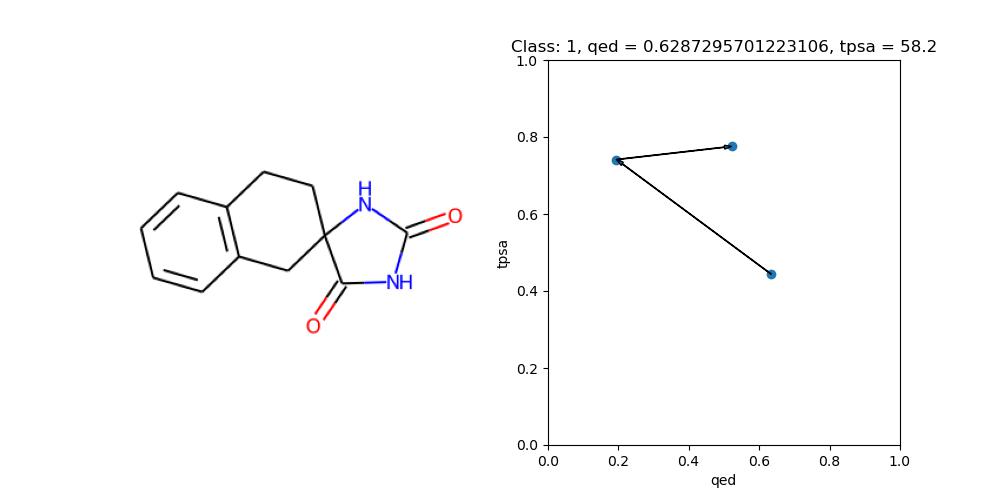 H
N
O
NH
O
Class: 1, qed = 0.6287295701223106, tpsa = 58.2
1.0
0.8
0.6
0.4
0.2
0.0
tpsa
0.0 0.2 0.4 0.6 0.8 1.0
qed